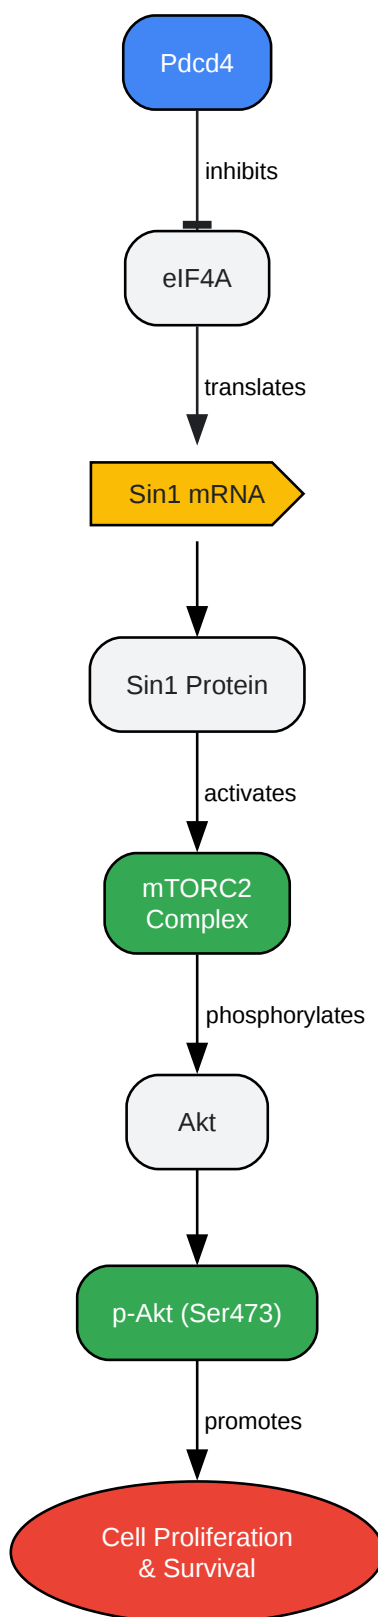 Pdcd4
inhibits
eIF4A
translates
Sin1 mRNA
Sin1 Protein
activates
mTORC2
Complex
phosphorylates
Akt
p-Akt (Ser473)
promotes
Cell Proliferation
& Survival